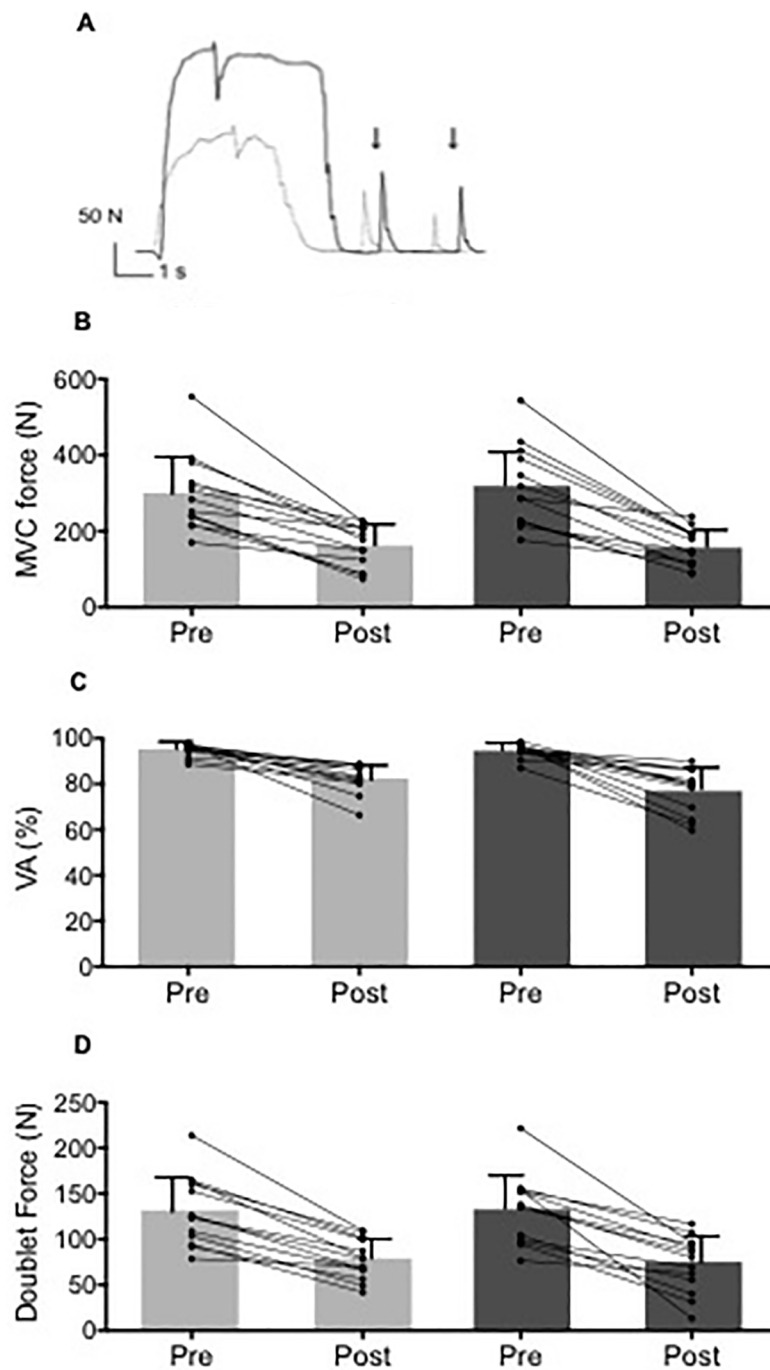 A
50 N
1 s
B
MVC force (N)
600
400
200
0
Pre Post Pre Post
C
VA (%)
100
80
60
40
20
0
Pre Post Pre Post
D
Doublet Force (N)
250
200
150
100
50
0
Pre Post Pre Post